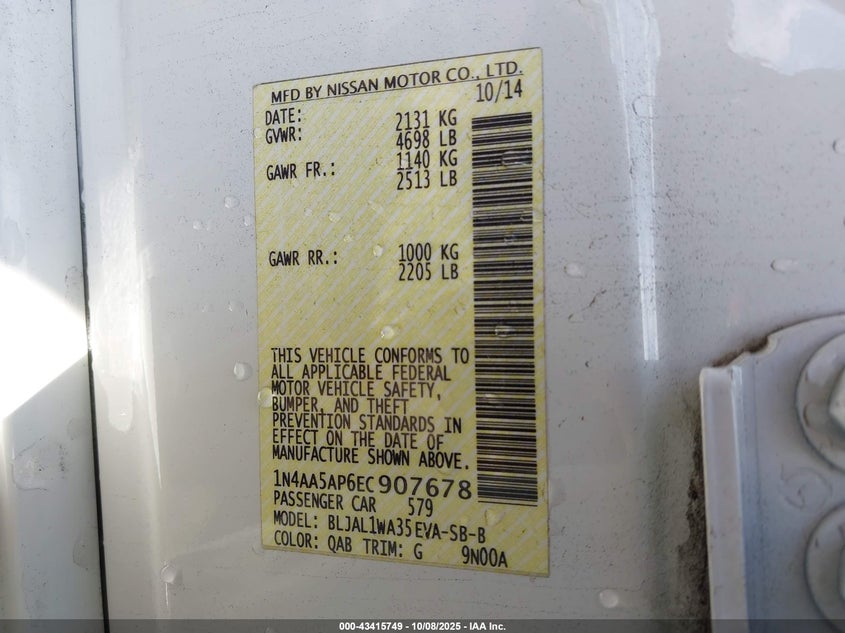 MFD BY NISSAN MOTOR CO., LTD.
DATE: 10/14
GVWR: 2131 KG
4698 LB
GAWR FR.: 1140 KG
2513 LB
GAWR RR.: 1000 KG
2205 LB
THIS VEHICLE CONFORMS TO
ALL APPLICABLE FEDERAL
MOTOR VEHICLE SAFETY,
BUMPER, AND THEFT
PREVENTION STANDARDS IN
EFFECT ON THE DATE OF
MANUFACTURE SHOWN ABOVE.
1N4AA5AP6EC907678
PASSENGER CAR 579
MODEL: BLJAL1WA35EVA-SB-B
COLOR: QAB TRIM: G 9N00A
000-43415749 - 10/08/2025 - IAA Inc.